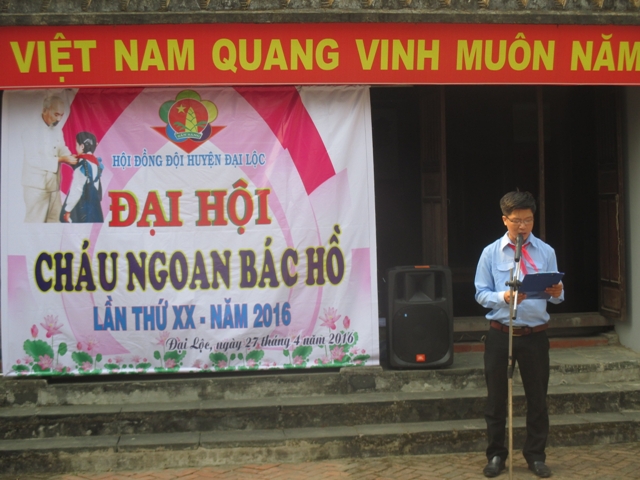 VIỆT NAM QUANG VINH MUÔN NĂM
HỘI ĐỒNG ĐỘI HUYỆN ĐẠI LỘC
ĐẠI HỘI
CHÁU NGOAN BÁC HỒ
LẦN THỨ XX - NĂM 2016
Đại Lộc, ngày 27 tháng 4 năm 2016